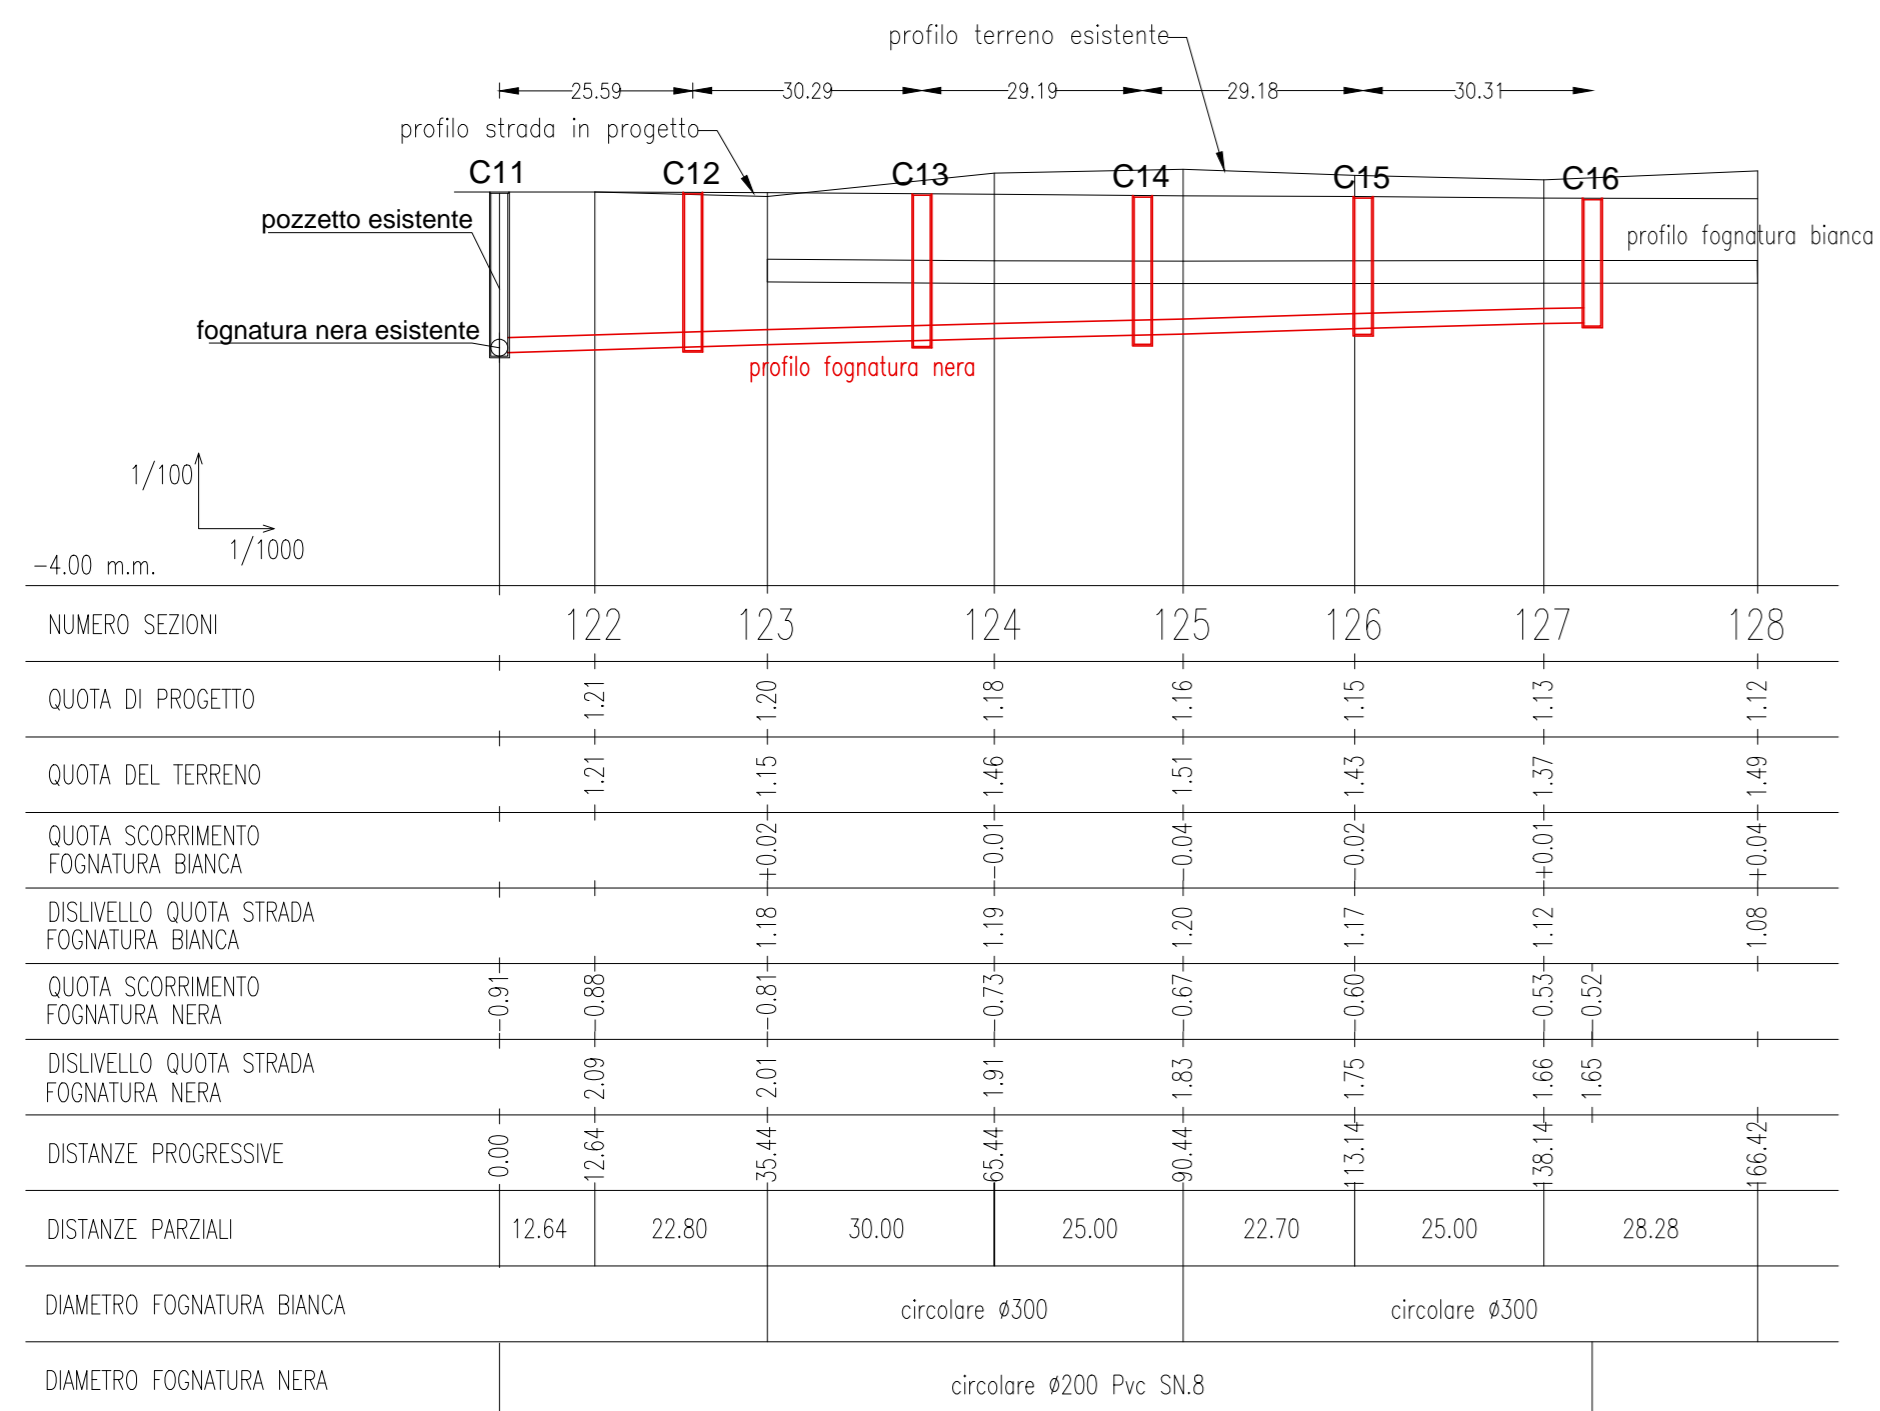 profilo terreno esistente
25.59 30.29 29.19 29.18 30.31
profilo strada in progetto
C11 C12 C13 C14 C15 C16
pozzetto esistente
profilo fognatura bianca
fognatura nera esistente
profilo fognatura nera
1/100
1/1000
-4.00 m.m.
NUMERO SEZIONI 122 123 124 125 126 127 128
QUOTA DI PROGETTO 1.21 1.20 1.18 1.16 1.15 1.13 1.12
QUOTA DEL TERRENO 1.21 1.15 1.46 1.51 1.43 1.37 1.49
QUOTA SCORRIMENTO
FOGNATURA BIANCA +0.02 -0.01 -0.04 -0.02 +0.01 +0.04
DISLIVELLO QUOTA STRADA
FOGNATURA BIANCA 1.18 1.19 1.20 1.17 1.12 1.08
QUOTA SCORRIMENTO
FOGNATURA NERA -0.91 -0.88 -0.81 -0.73 -0.67 -0.60 -0.53 -0.52
DISLIVELLO QUOTA STRADA
FOGNATURA NERA 2.09 2.01 1.91 1.83 1.75 1.66 1.65
DISTANZE PROGRESSIVE 0.00 12.64 35.44 65.44 90.44 113.14 138.14 166.42
DISTANZE PARZIALI 12.64 22.80 30.00 25.00 22.70 25.00 28.28
DIAMETRO FOGNATURA BIANCA circolare ø300 circolare ø300
DIAMETRO FOGNATURA NERA circolare ø200 Pvc SN.8